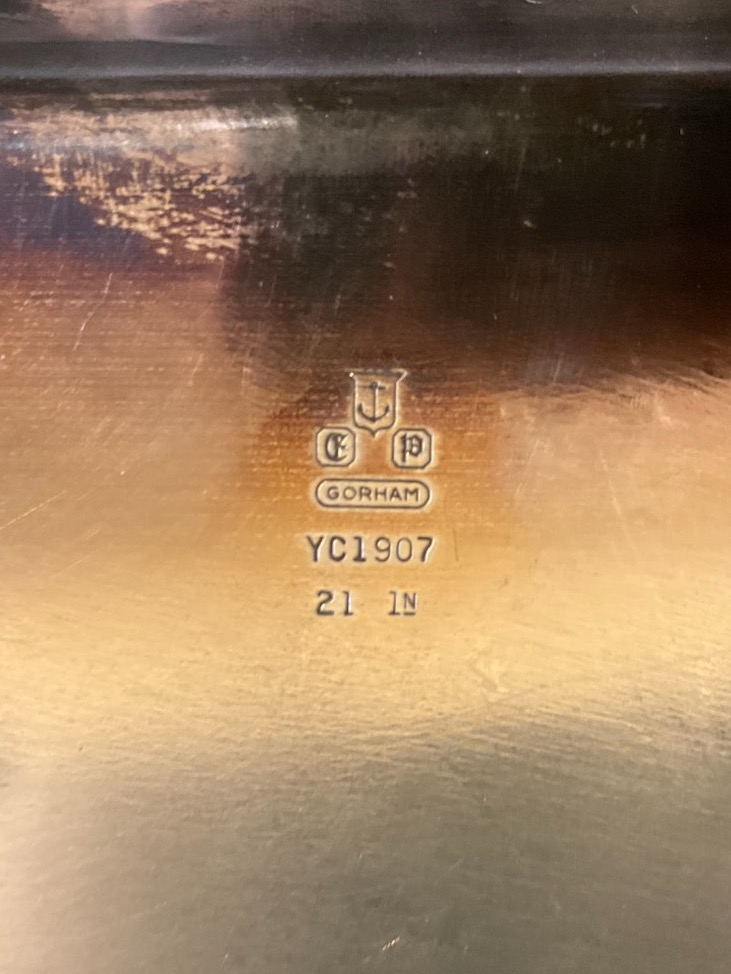 E P
GORHAM
YC1907
21 IN